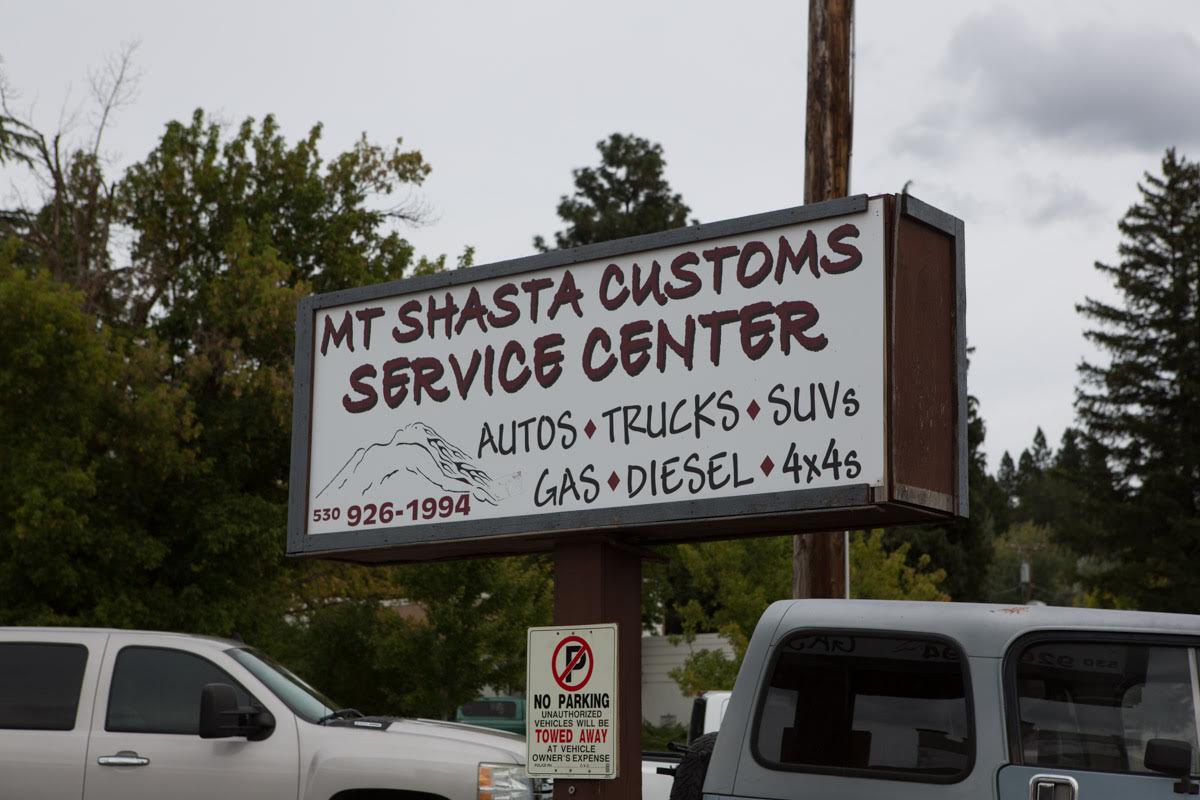 MT SHASTA CUSTOMS
SERVICE CENTER
AUTOS ♦ TRUCKS ♦ SUVs
GAS ♦ DIESEL ♦ 4x4s
530 926-1994
P
NO PARKING
UNAUTHORIZED
VEHICLES WILL BE
TOWED AWAY
AT VEHICLE
OWNER'S EXPENSE